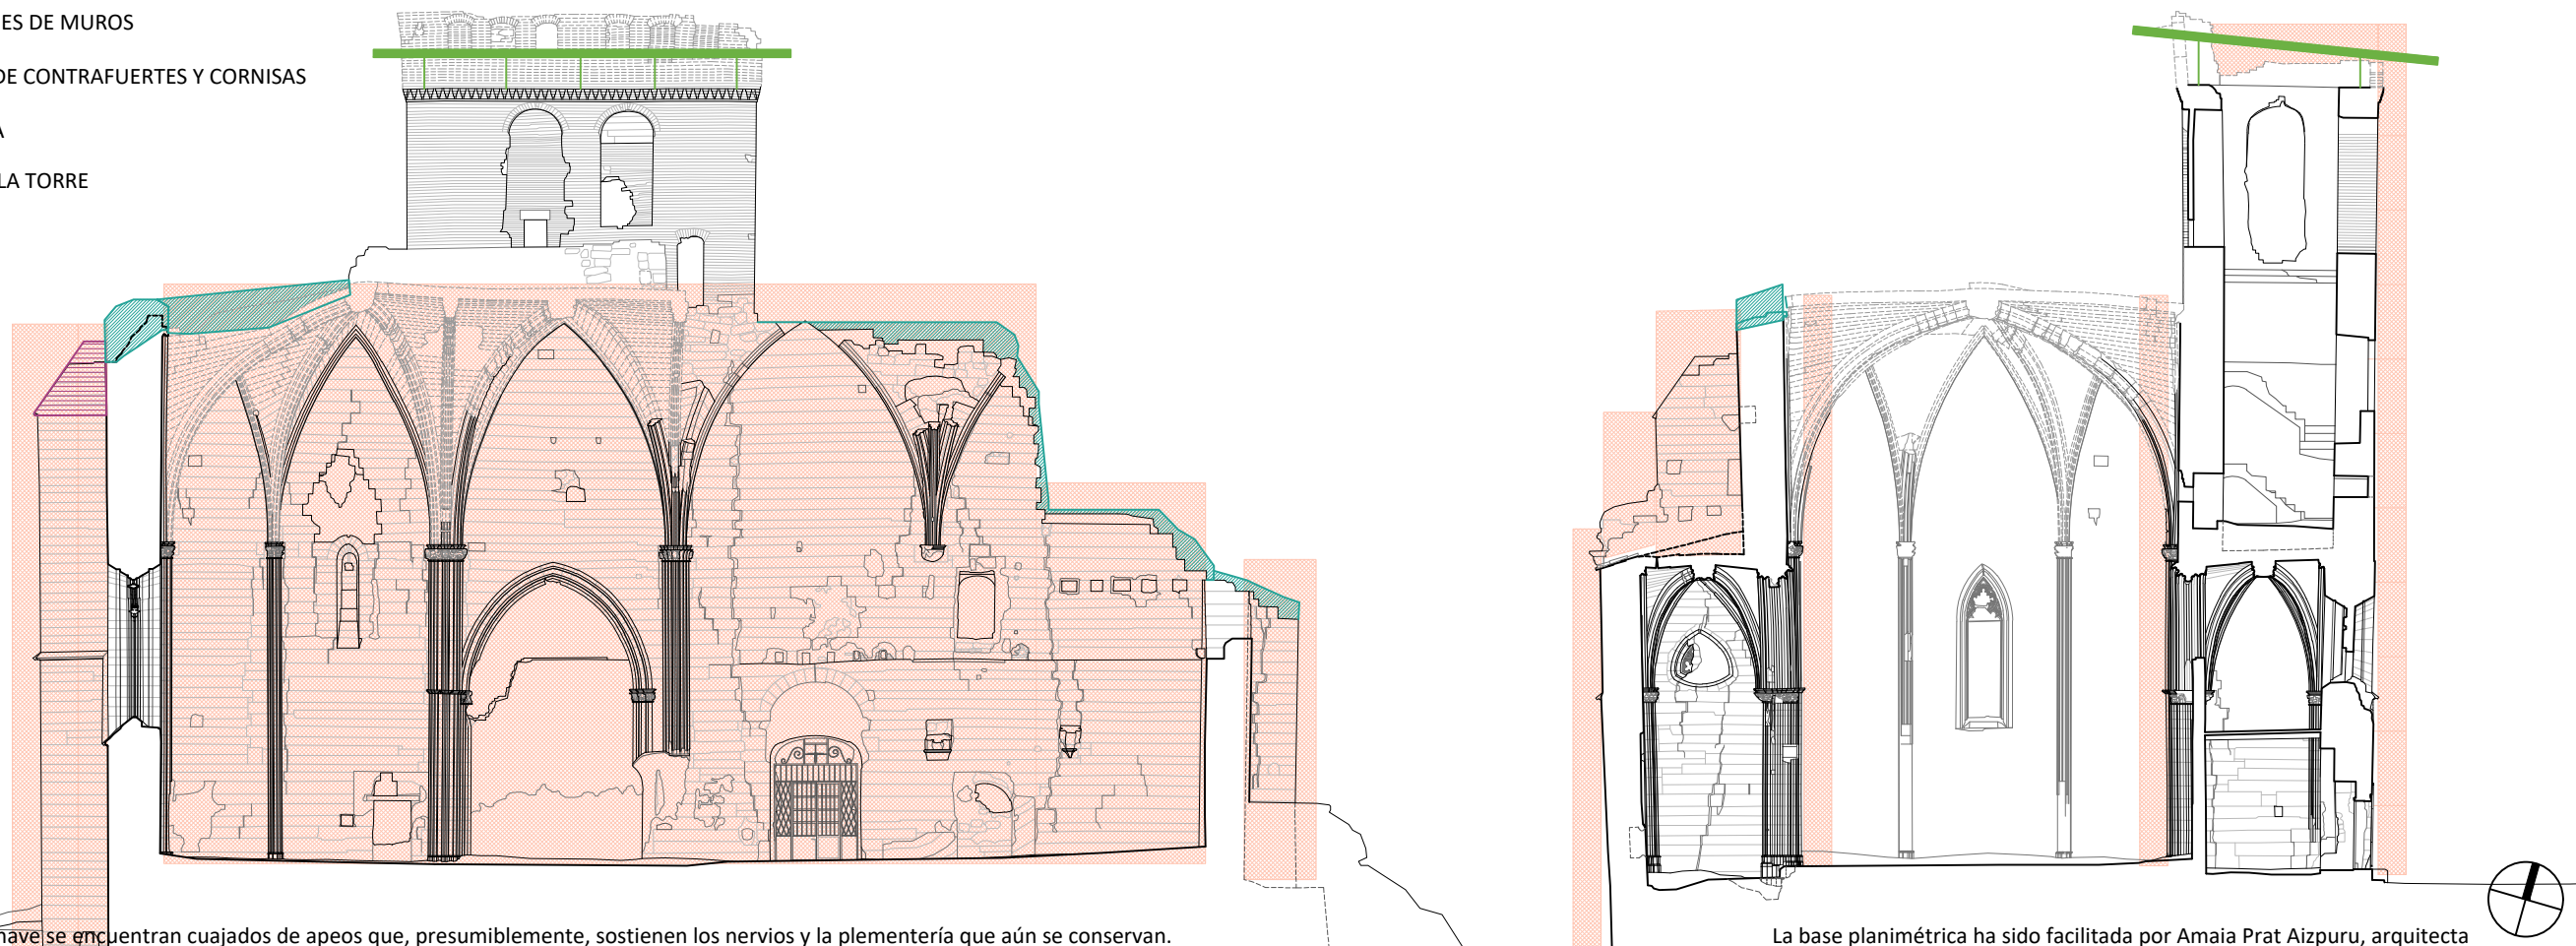 ES DE MUROS
DE CONTRAFUERTES Y CORNISAS
A
LA TORRE
nave se encuentran cuajados de apeos que, presumiblemente, sostienen los nervios y la plementería que aún se conservan.
La base planimétrica ha sido facilitada por Amaia Prat Aizpuru, arquitecta